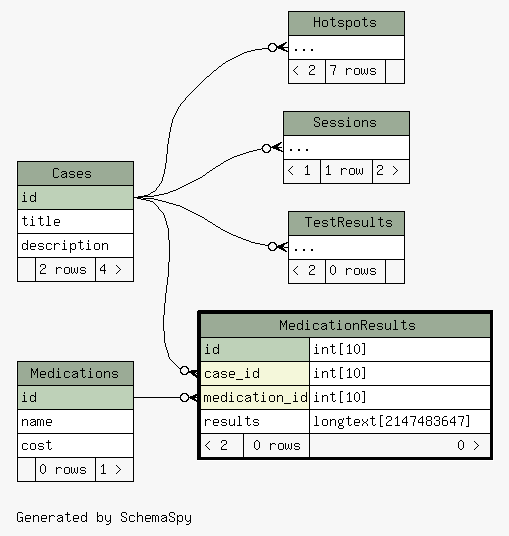 Hotspots
...
< 2 7 rows
Sessions
...
< 1 1 row 2 >
Cases
id
title
description
2 rows 4 >
TestResults
...
< 2 0 rows
MedicationResults
id int[10]
case_id int[10]
medication_id int[10]
results longtext[2147483647]
< 2 0 rows 0 >
Medications
id
name
cost
0 rows 1 >
Generated by SchemaSpy